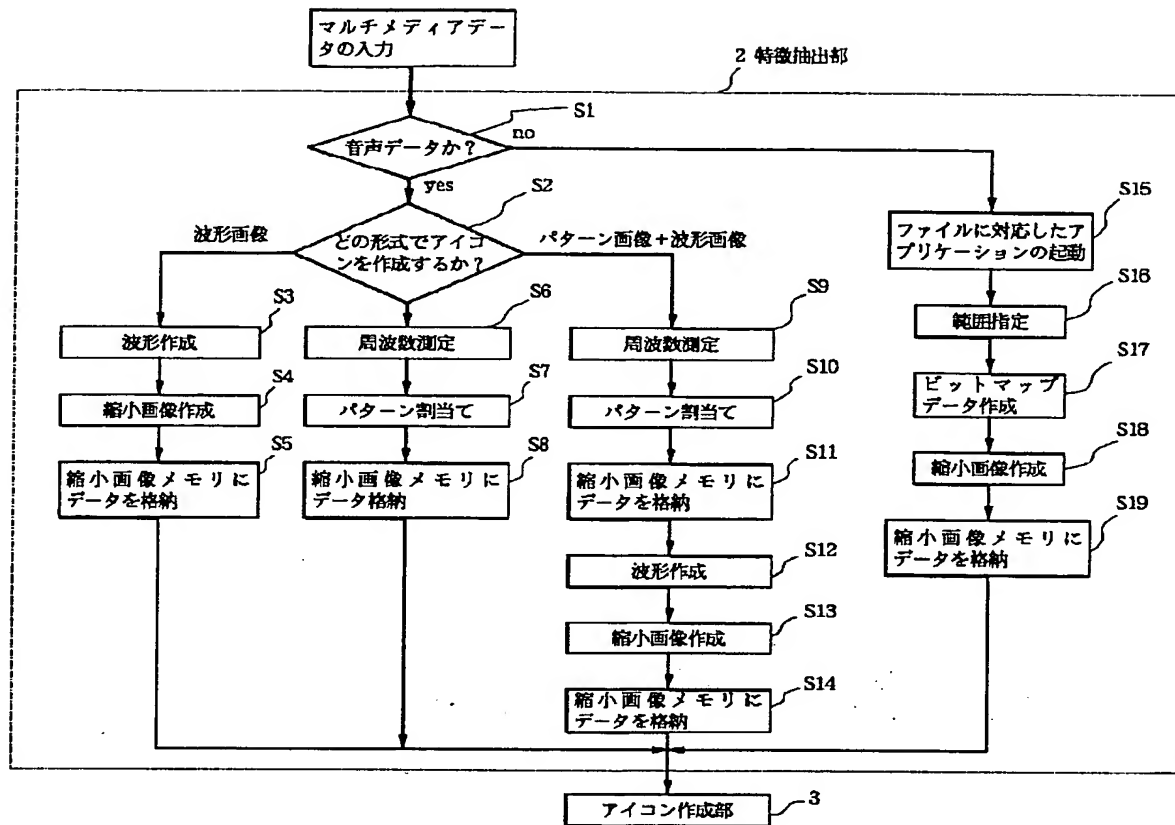 マルチメディアデー
タの入力
2 特徴抽出部
S1
音声データか?
no
yes
S2
どの形式でアイコ
ンを作成するか?
波形画像
パターン画像+波形画像
S3
波形作成
S4
縮小画像作成
S5
縮小画像メモリに
データを格納
S6
周波数測定
S7
パターン割当て
S8
縮小画像メモリに
データ格納
S9
周波数測定
S10
パターン割当て
S11
縮小画像メモリに
データを格納
S12
波形作成
S13
縮小画像作成
S14
縮小画像メモリに
データを格納
S15
ファイルに対応したア
プリケーションの起動
S16
範囲指定
S17
ビットマップ
データ作成
S18
縮小画像作成
S19
縮小画像メモリに
データを格納
アイコン作成部
3